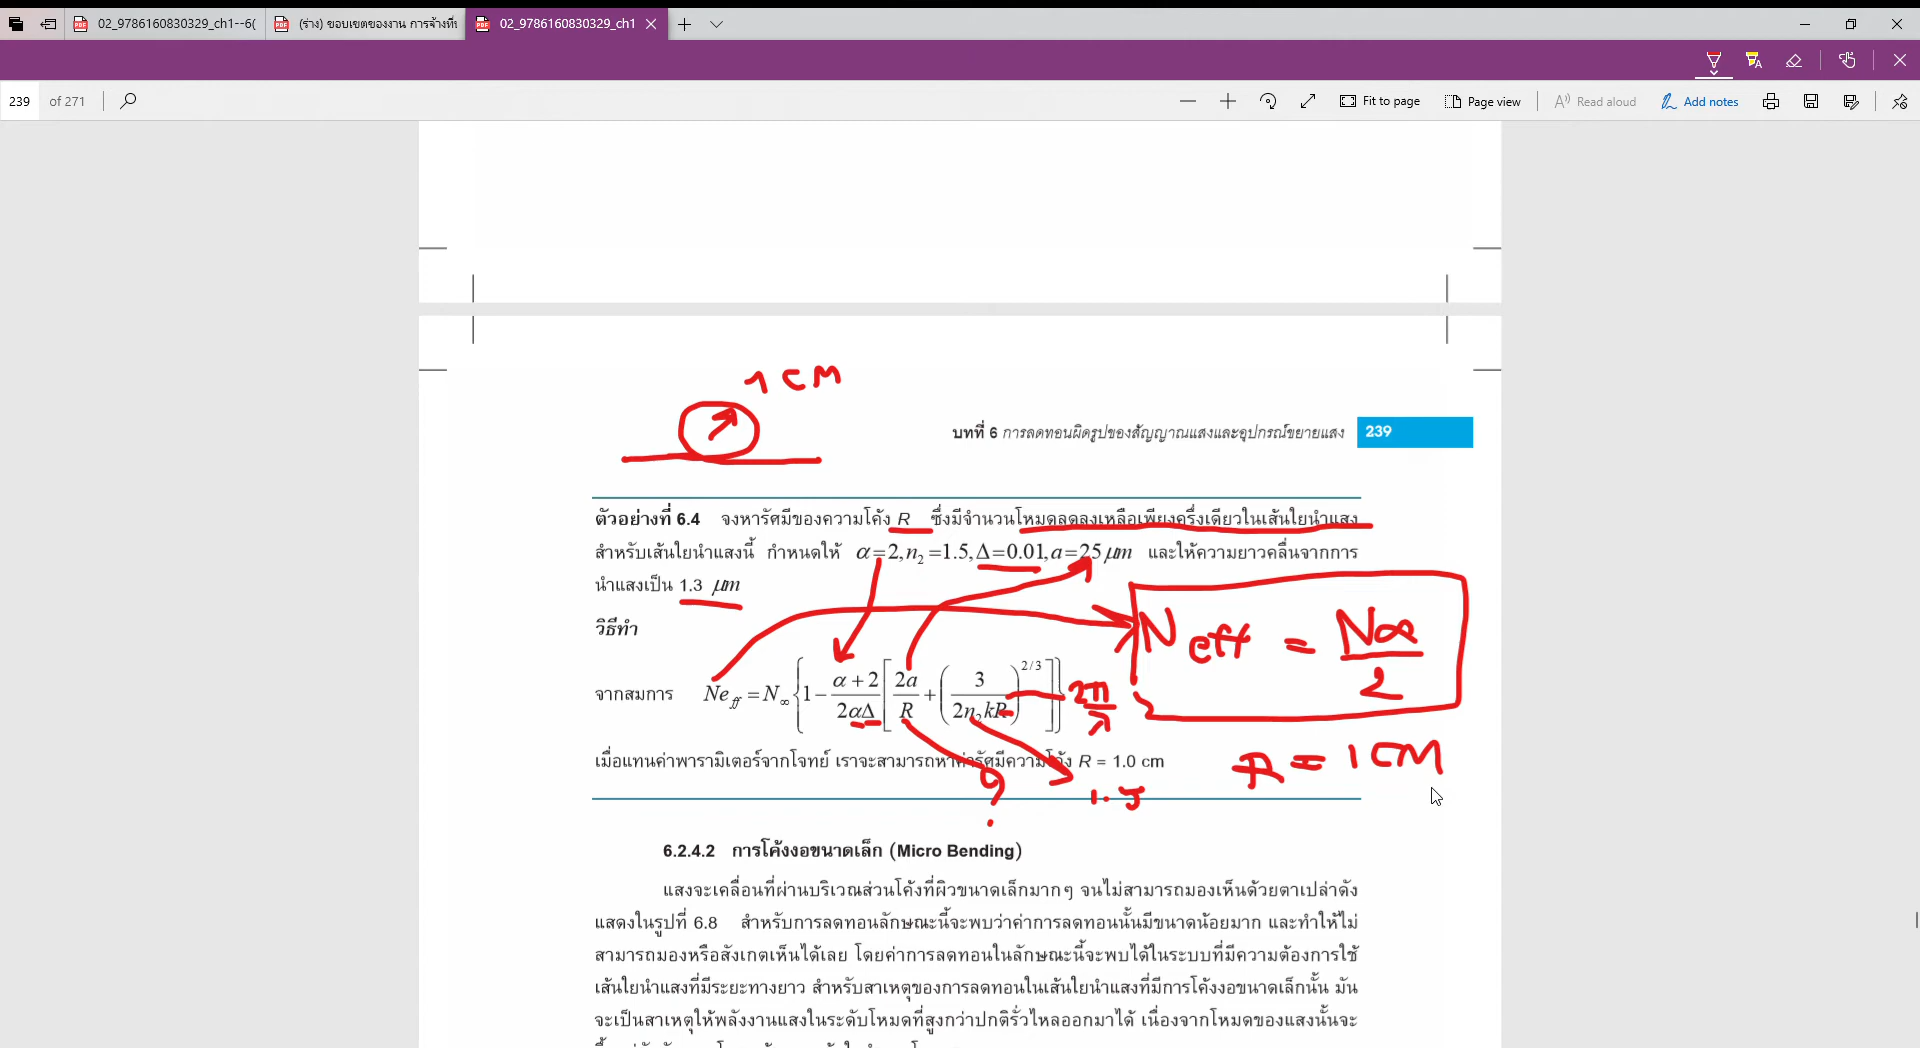 02_9786160830329_ch1--6(
(ร่าง) ขอบเขตของงาน การจ้างที่ป
02_9786160830329_ch1
239 of 271
Fit to page
Page view
Read aloud
Add notes
1 CM
บทที่ 6 การลดทอนผิดรูปของสัญญาณแสงและอุปกรณ์ขยายแสง 239
ตัวอย่างที่ 6.4 จงหารัศมีของความโค้ง R ซึ่งมีจำนวนโหมดลดลงเหลือเพียงครึ่งเดียวในเส้นใยนำแสง
สำหรับเส้นใยนำแสงนี้ กำหนดให้ α=2, n₂=1.5, Δ=0.01, a=25 μm และให้ความยาวคลื่นจากการ
นำแสงเป็น 1.3 μm
วิธีทำ
N eff = N∞/2
จากสมการ Ne_ff = N∞ {1 − (α+2)/(2αΔ) [2a/R + (3/(2n₂kR))^2/3]}
2π/λ
เมื่อแทนค่าพารามิเตอร์จากโจทย์ เราจะสามารถหาค่ารัศมีความโค้ง R = 1.0 cm
R = 1 CM
?
1.5
6.2.4.2 การโค้งงอขนาดเล็ก (Micro Bending)
แสงจะเคลื่อนที่ผ่านบริเวณส่วนโค้งที่ผิวขนาดเล็กมากๆ จนไม่สามารถมองเห็นด้วยตาเปล่าดัง
แสดงในรูปที่ 6.8 สำหรับการลดทอนลักษณะนี้จะพบว่าค่าการลดทอนนั้นมีขนาดน้อยมาก และทำให้ไม่
สามารถมองหรือสังเกตเห็นได้เลย โดยค่าการลดทอนในลักษณะนี้จะพบได้ในระบบที่มีความต้องการใช้
เส้นใยนำแสงที่มีระยะทางยาว สำหรับสาเหตุของการลดทอนในเส้นใยนำแสงที่มีการโค้งงอขนาดเล็กนั้น มัน
จะเป็นสาเหตุให้พลังงานแสงในระดับโหมดที่สูงกว่าปกติรั่วไหลออกมาได้ เนื่องจากโหมดของแสงนั้นจะ